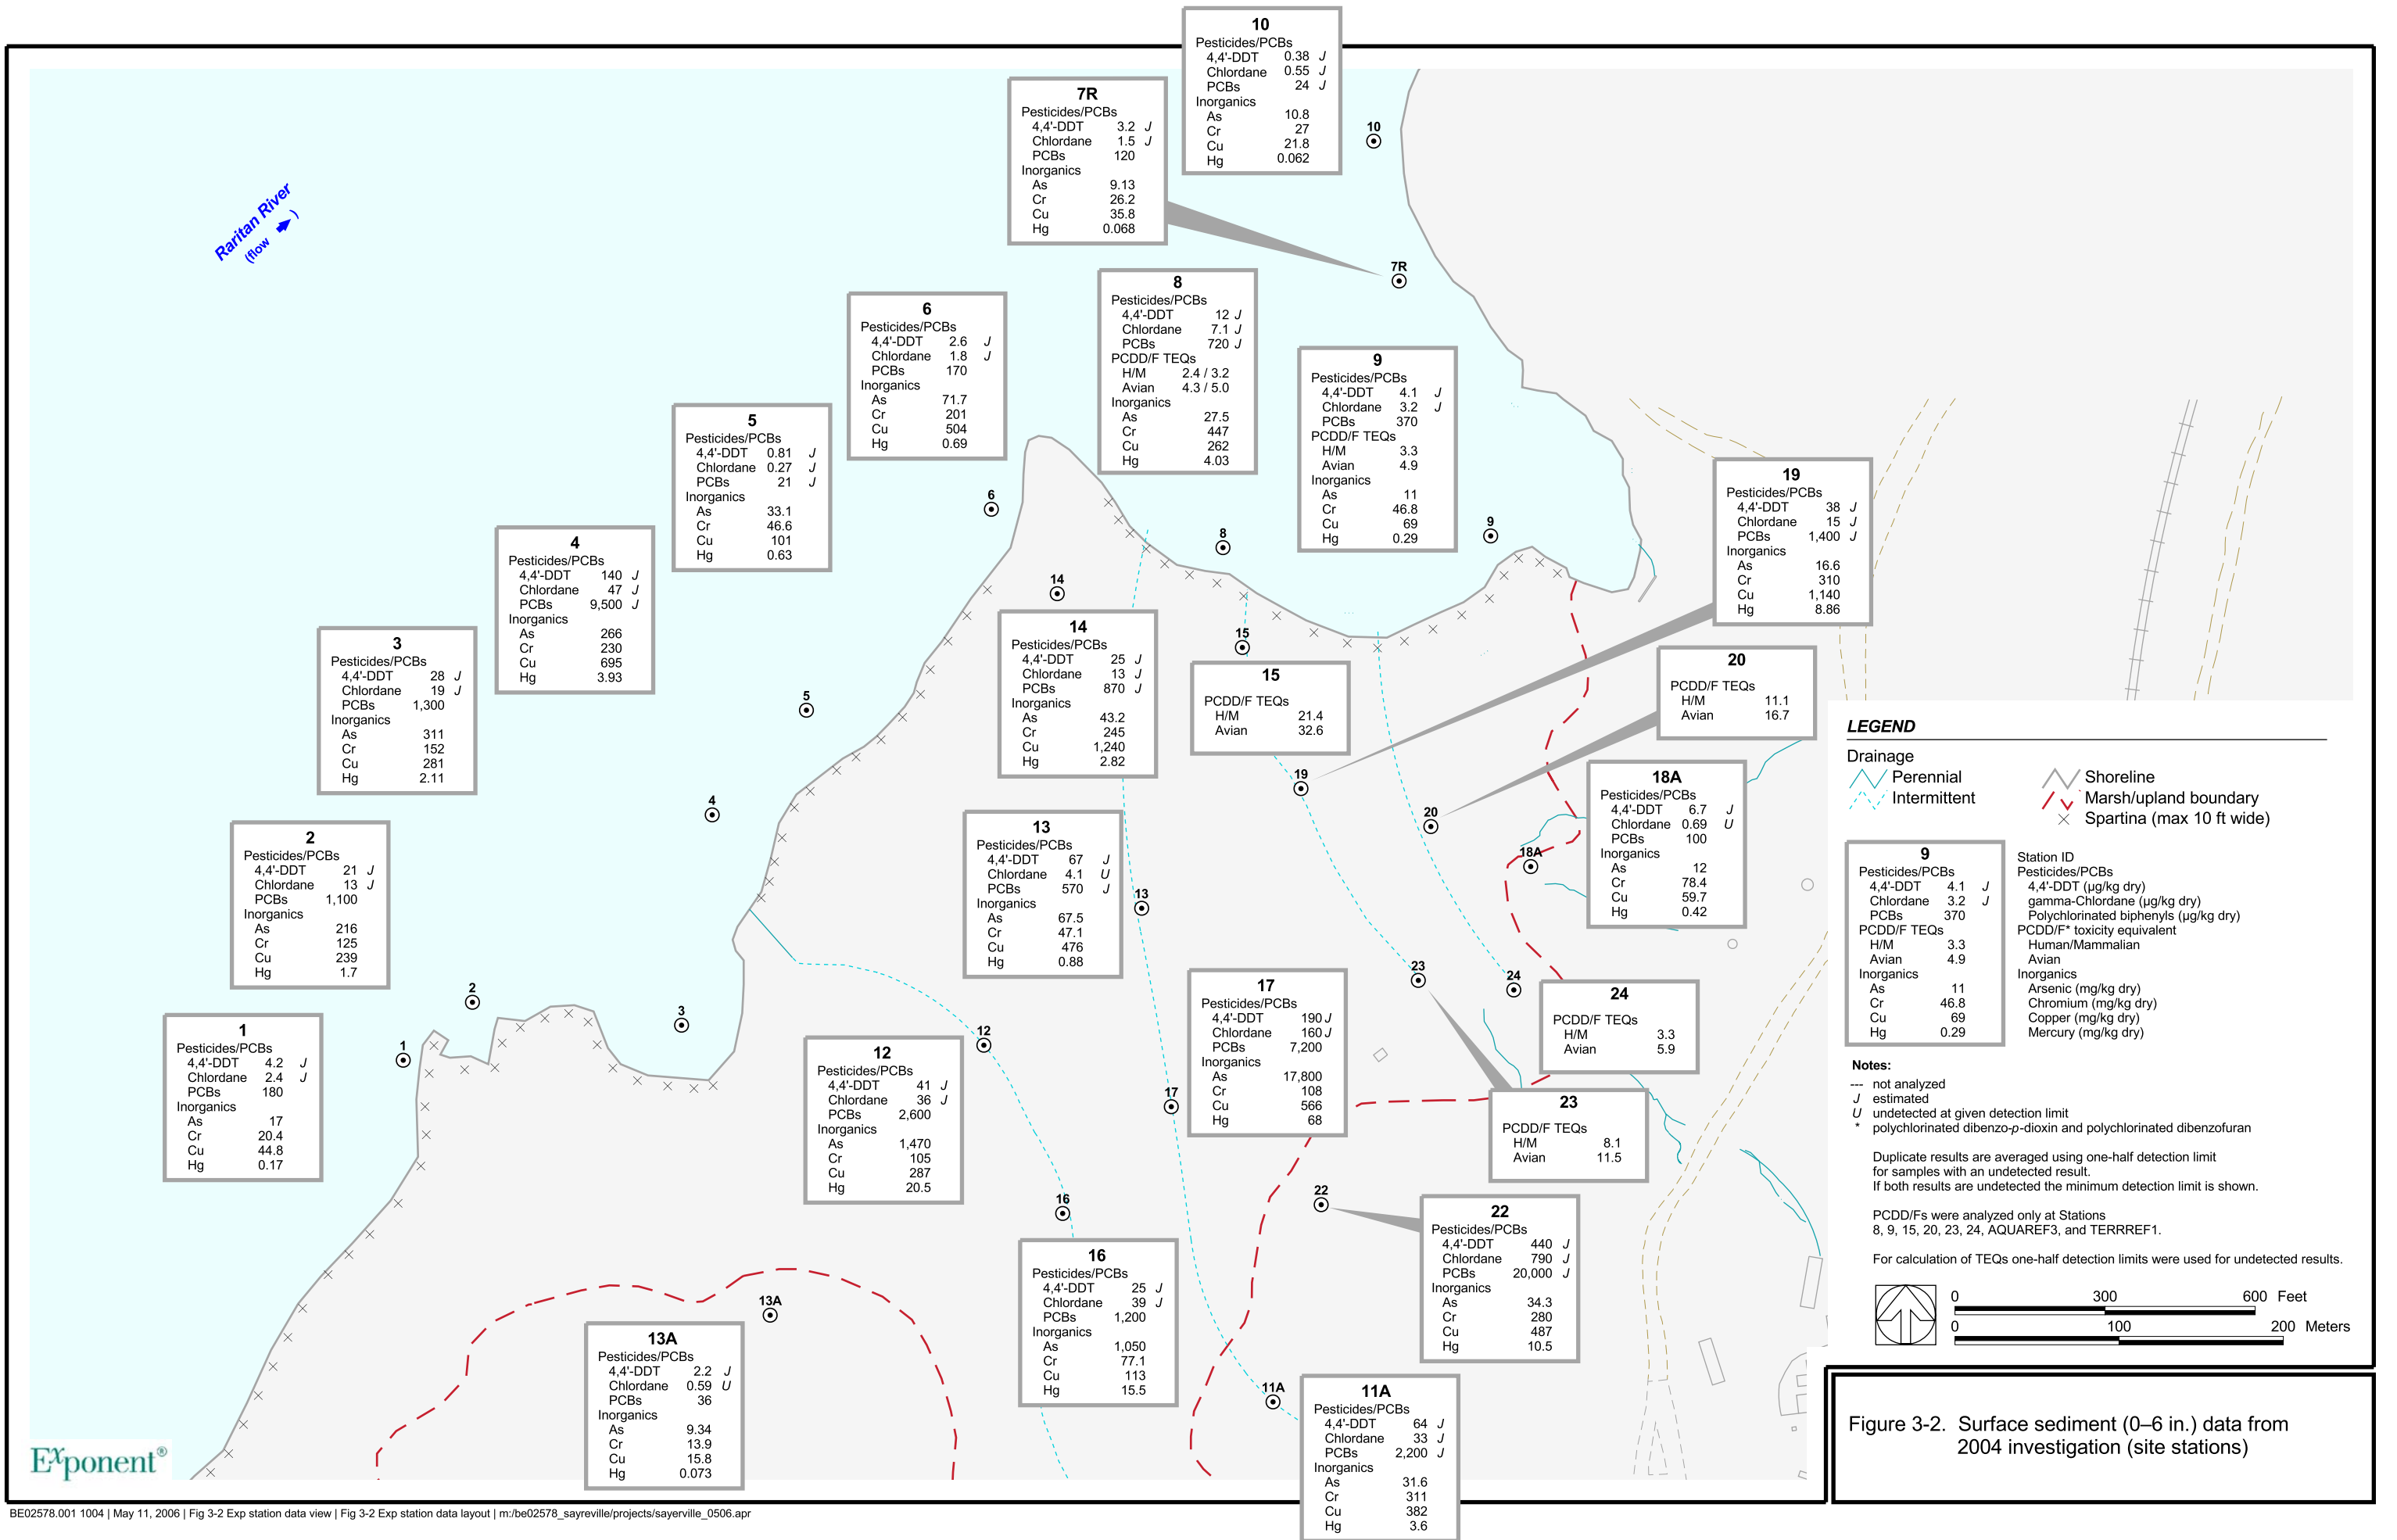 10
Pesticides/PCBs
4,4'-DDT 0.38 J
Chlordane 0.55 J
PCBs 24 J
Inorganics
As 10.8
Cr 27
Cu 21.8
Hg 0.062
7R
Pesticides/PCBs
4,4'-DDT 3.2 J
Chlordane 1.5 J
PCBs 120
Inorganics
As 9.13
Cr 26.2
Cu 35.8
Hg 0.068
10
7R
Raritan River
(flow )
8
Pesticides/PCBs
4,4'-DDT 12 J
Chlordane 7.1 J
PCBs 720 J
PCDD/F TEQs
H/M 2.4 / 3.2
Avian 4.3 / 5.0
Inorganics
As 27.5
Cr 447
Cu 262
Hg 4.03
6
Pesticides/PCBs
4,4'-DDT 2.6 J
Chlordane 1.8 J
PCBs 170
Inorganics
As 71.7
Cr 201
Cu 504
Hg 0.69
9
Pesticides/PCBs
4,4'-DDT 4.1 J
Chlordane 3.2 J
PCBs 370
PCDD/F TEQs
H/M 3.3
Avian 4.9
Inorganics
As 11
Cr 46.8
Cu 69
Hg 0.29
5
Pesticides/PCBs
4,4'-DDT 0.81 J
Chlordane 0.27 J
PCBs 21 J
Inorganics
As 33.1
Cr 46.6
Cu 101
Hg 0.63
19
Pesticides/PCBs
4,4'-DDT 38 J
Chlordane 15 J
PCBs 1,400 J
Inorganics
As 16.6
Cr 310
Cu 1,140
Hg 8.86
6
8
9
4
Pesticides/PCBs
4,4'-DDT 140 J
Chlordane 47 J
PCBs 9,500 J
Inorganics
As 266
Cr 230
Cu 695
Hg 3.93
14
14
Pesticides/PCBs
4,4'-DDT 25 J
Chlordane 13 J
PCBs 870 J
Inorganics
As 43.2
Cr 245
Cu 1,240
Hg 2.82
3
Pesticides/PCBs
4,4'-DDT 28 J
Chlordane 19 J
PCBs 1,300
Inorganics
As 311
Cr 152
Cu 281
Hg 2.11
15
15
PCDD/F TEQs
H/M 21.4
Avian 32.6
20
PCDD/F TEQs
H/M 11.1
Avian 16.7
5
19
4
20
18A
18A
Pesticides/PCBs
4,4'-DDT 6.7 J
Chlordane 0.69 U
PCBs 100
Inorganics
As 12
Cr 78.4
Cu 59.7
Hg 0.42
2
Pesticides/PCBs
4,4'-DDT 21 J
Chlordane 13 J
PCBs 1,100
Inorganics
As 216
Cr 125
Cu 239
Hg 1.7
13
Pesticides/PCBs
4,4'-DDT 67 J
Chlordane 4.1 U
PCBs 570 J
Inorganics
As 67.5
Cr 47.1
Cu 476
Hg 0.88
13
23
24
17
Pesticides/PCBs
4,4'-DDT 190 J
Chlordane 160 J
PCBs 7,200
Inorganics
As 17,800
Cr 108
Cu 566
Hg 68
24
PCDD/F TEQs
H/M 3.3
Avian 5.9
2
3
1
12
1
Pesticides/PCBs
4,4'-DDT 4.2 J
Chlordane 2.4 J
PCBs 180
Inorganics
As 17
Cr 20.4
Cu 44.8
Hg 0.17
12
Pesticides/PCBs
4,4'-DDT 41 J
Chlordane 36 J
PCBs 2,600
Inorganics
As 1,470
Cr 105
Cu 287
Hg 20.5
17
23
PCDD/F TEQs
H/M 8.1
Avian 11.5
16
22
22
Pesticides/PCBs
4,4'-DDT 440 J
Chlordane 790 J
PCBs 20,000 J
Inorganics
As 34.3
Cr 280
Cu 487
Hg 10.5
16
Pesticides/PCBs
4,4'-DDT 25 J
Chlordane 39 J
PCBs 1,200
Inorganics
As 1,050
Cr 77.1
Cu 113
Hg 15.5
13A
13A
Pesticides/PCBs
4,4'-DDT 2.2 J
Chlordane 0.59 U
PCBs 36
Inorganics
As 9.34
Cr 13.9
Cu 15.8
Hg 0.073
11A
11A
Pesticides/PCBs
4,4'-DDT 64 J
Chlordane 33 J
PCBs 2,200 J
Inorganics
As 31.6
Cr 311
Cu 382
Hg 3.6
LEGEND
Drainage
Perennial
Intermittent
Shoreline
Marsh/upland boundary
Spartina (max 10 ft wide)
9
Pesticides/PCBs
4,4'-DDT 4.1 J
Chlordane 3.2 J
PCBs 370
PCDD/F TEQs
H/M 3.3
Avian 4.9
Inorganics
As 11
Cr 46.8
Cu 69
Hg 0.29
Station ID
Pesticides/PCBs
4,4'-DDT (µg/kg dry)
gamma-Chlordane (µg/kg dry)
Polychlorinated biphenyls (µg/kg dry)
PCDD/F* toxicity equivalent
Human/Mammalian
Avian
Inorganics
Arsenic (mg/kg dry)
Chromium (mg/kg dry)
Copper (mg/kg dry)
Mercury (mg/kg dry)
Notes:
--- not analyzed
J estimated
U undetected at given detection limit
* polychlorinated dibenzo-p-dioxin and polychlorinated dibenzofuran
Duplicate results are averaged using one-half detection limit
for samples with an undetected result.
If both results are undetected the minimum detection limit is shown.
PCDD/Fs were analyzed only at Stations
8, 9, 15, 20, 23, 24, AQUAREF3, and TERRREF1.
For calculation of TEQs one-half detection limits were used for undetected results.
0 300 600 Feet
0 100 200 Meters
Figure 3-2. Surface sediment (0–6 in.) data from
2004 investigation (site stations)
Exponent®
BE02578.001 1004 | May 11, 2006 | Fig 3-2 Exp station data view | Fig 3-2 Exp station data layout | m:/be02578_sayreville/projects/sayerville_0506.apr